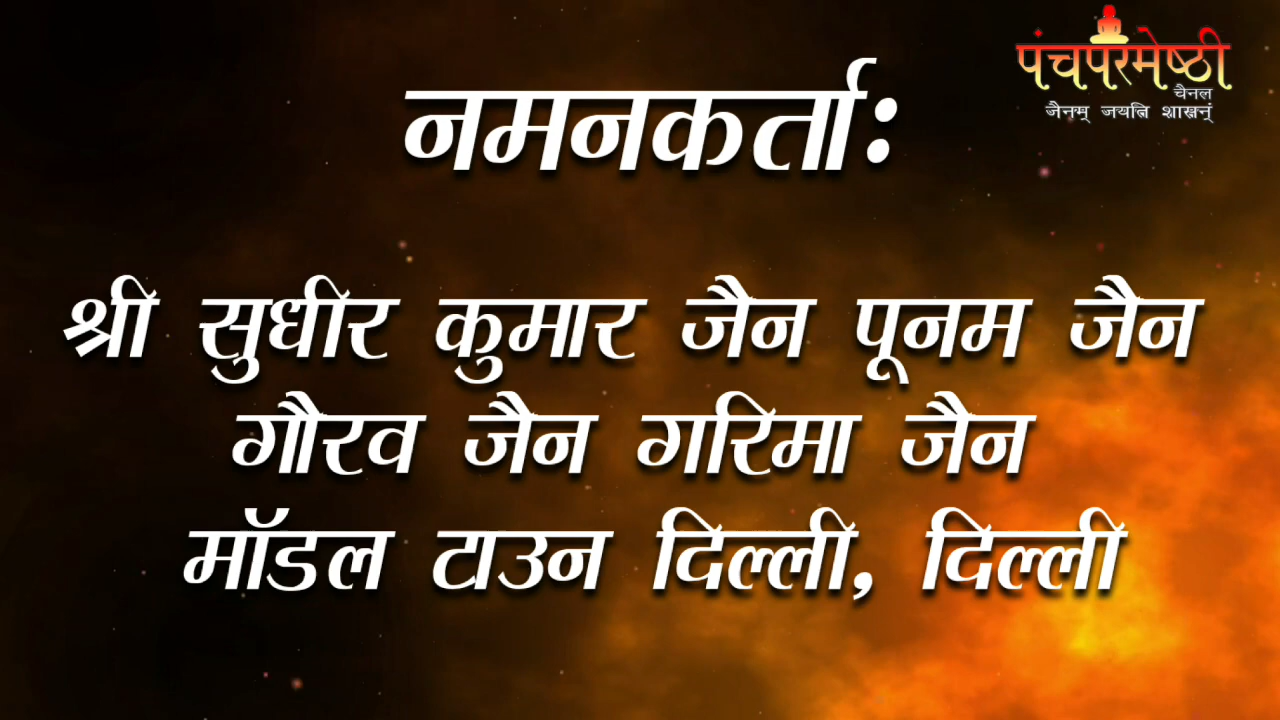 पंचपरमेष्ठी
चैनल
जैनम् जयति शासनं
नमनकर्ता:
श्री सुधीर कुमार जैन पूनम जैन
गौरव जैन गरिमा जैन
मॉडल टाउन दिल्ली, दिल्ली